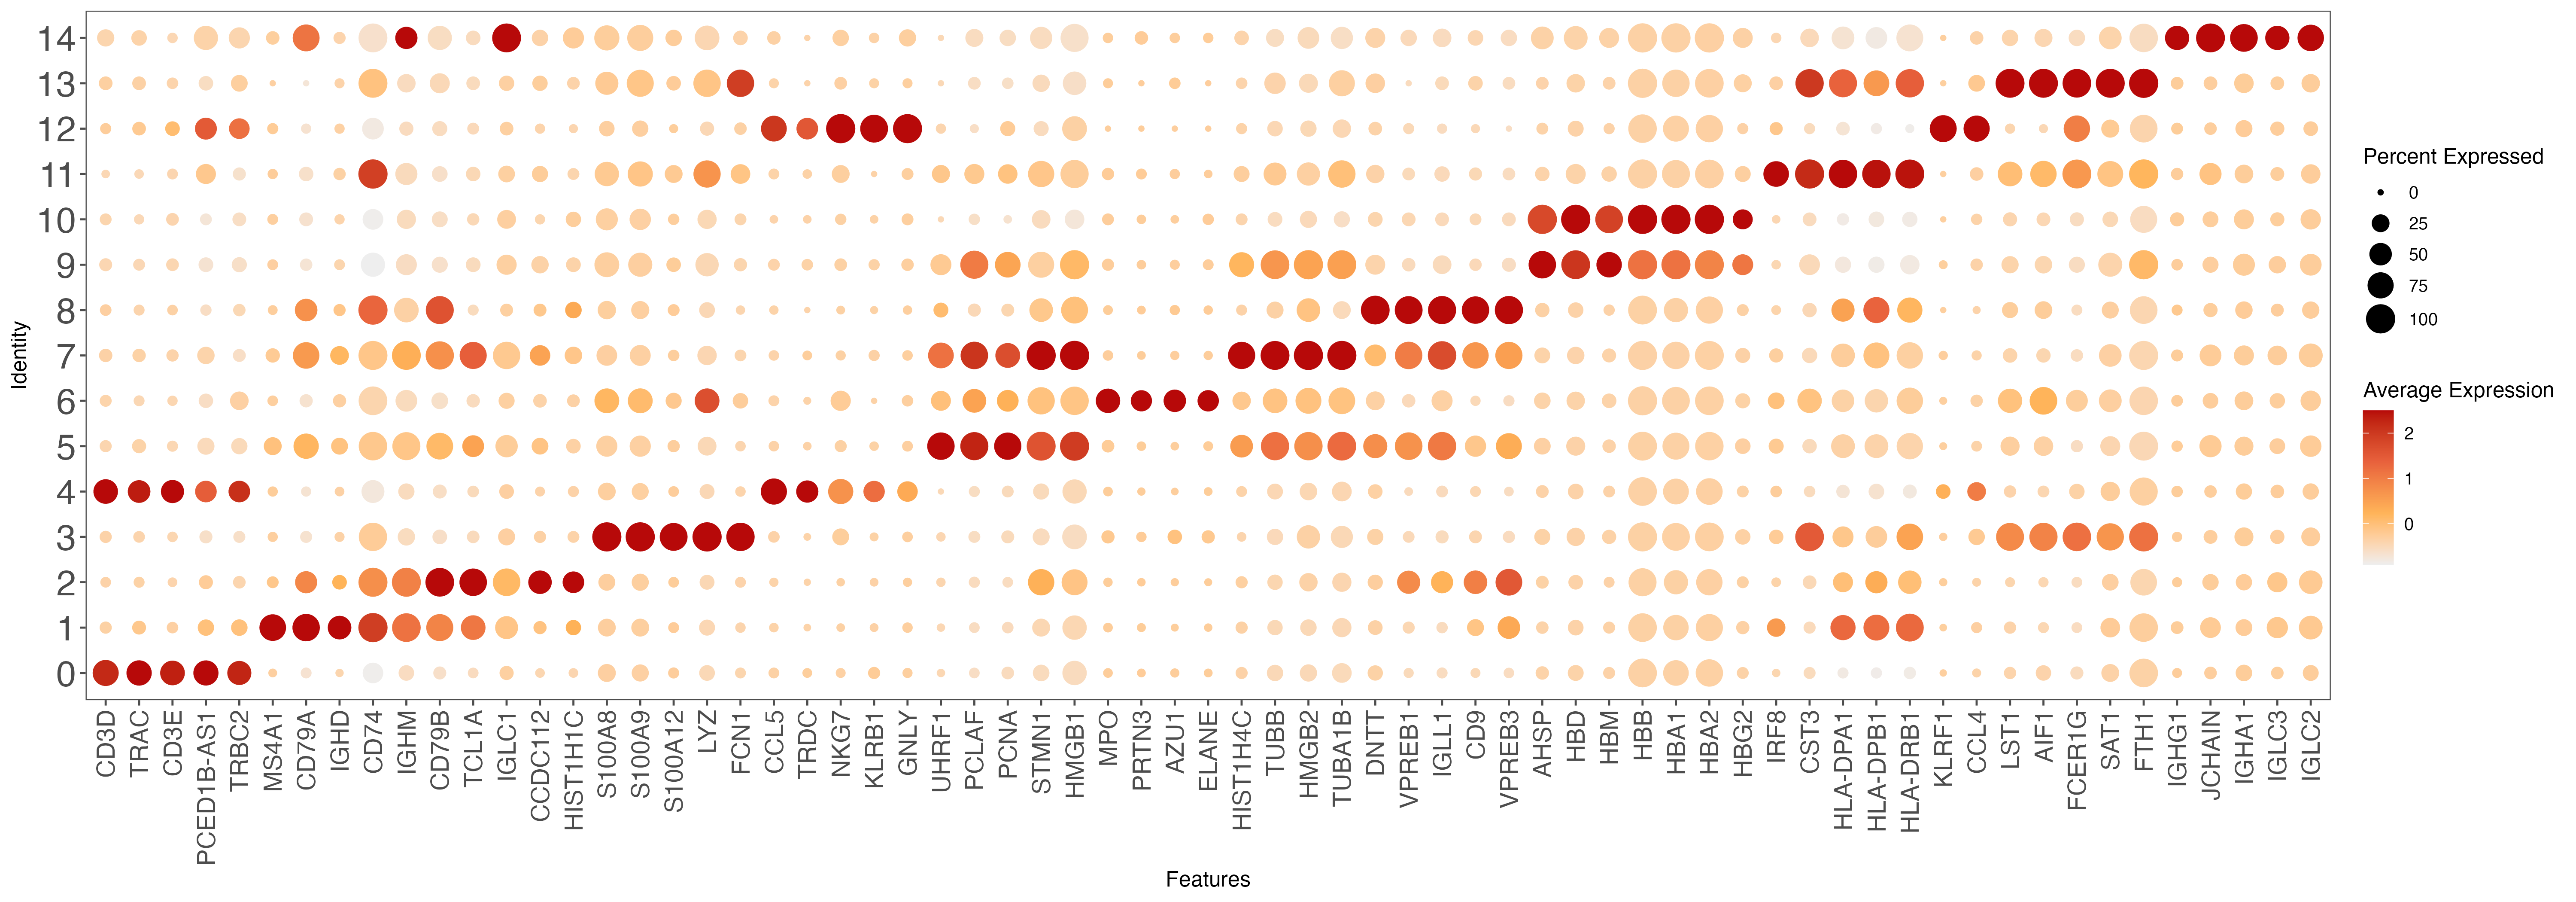 14
13
12
11
10
9
8
7
6
5
4
3
2
1
0
Identity
CD3D
TRAC
CD3E
PCED1B-AS1
TRBC2
MS4A1
CD79A
IGHD
CD74
IGHM
CD79B
TCL1A
IGLC1
CCDC112
HIST1H1C
S100A8
S100A9
S100A12
LYZ
FCN1
CCL5
TRDC
NKG7
KLRB1
GNLY
UHRF1
PCLAF
PCNA
STMN1
HMGB1
MPO
PRTN3
AZU1
ELANE
HIST1H4C
TUBB
HMGB2
TUBA1B
DNTT
VPREB1
IGLL1
CD9
VPREB3
AHSP
HBD
HBM
HBB
HBA1
HBA2
HBG2
IRF8
CST3
HLA-DPA1
HLA-DPB1
HLA-DRB1
KLRF1
CCL4
LST1
AIF1
FCER1G
SAT1
FTH1
IGHG1
JCHAIN
IGHA1
IGLC3
IGLC2
Features
Percent Expressed
0
25
50
75
100
Average Expression
2
1
0